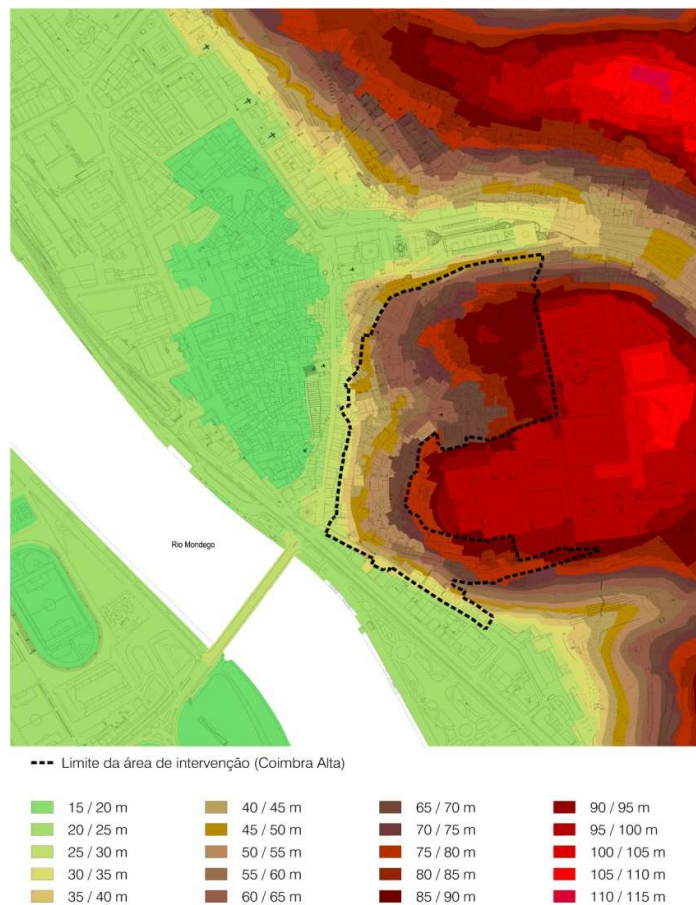 Rio Mondego
Limite da área de intervenção (Coimbra Alta)
15 / 20 m
20 / 25 m
25 / 30 m
30 / 35 m
35 / 40 m
40 / 45 m
45 / 50 m
50 / 55 m
55 / 60 m
60 / 65 m
65 / 70 m
70 / 75 m
75 / 80 m
80 / 85 m
85 / 90 m
90 / 95 m
95 / 100 m
100 / 105 m
105 / 110 m
110 / 115 m